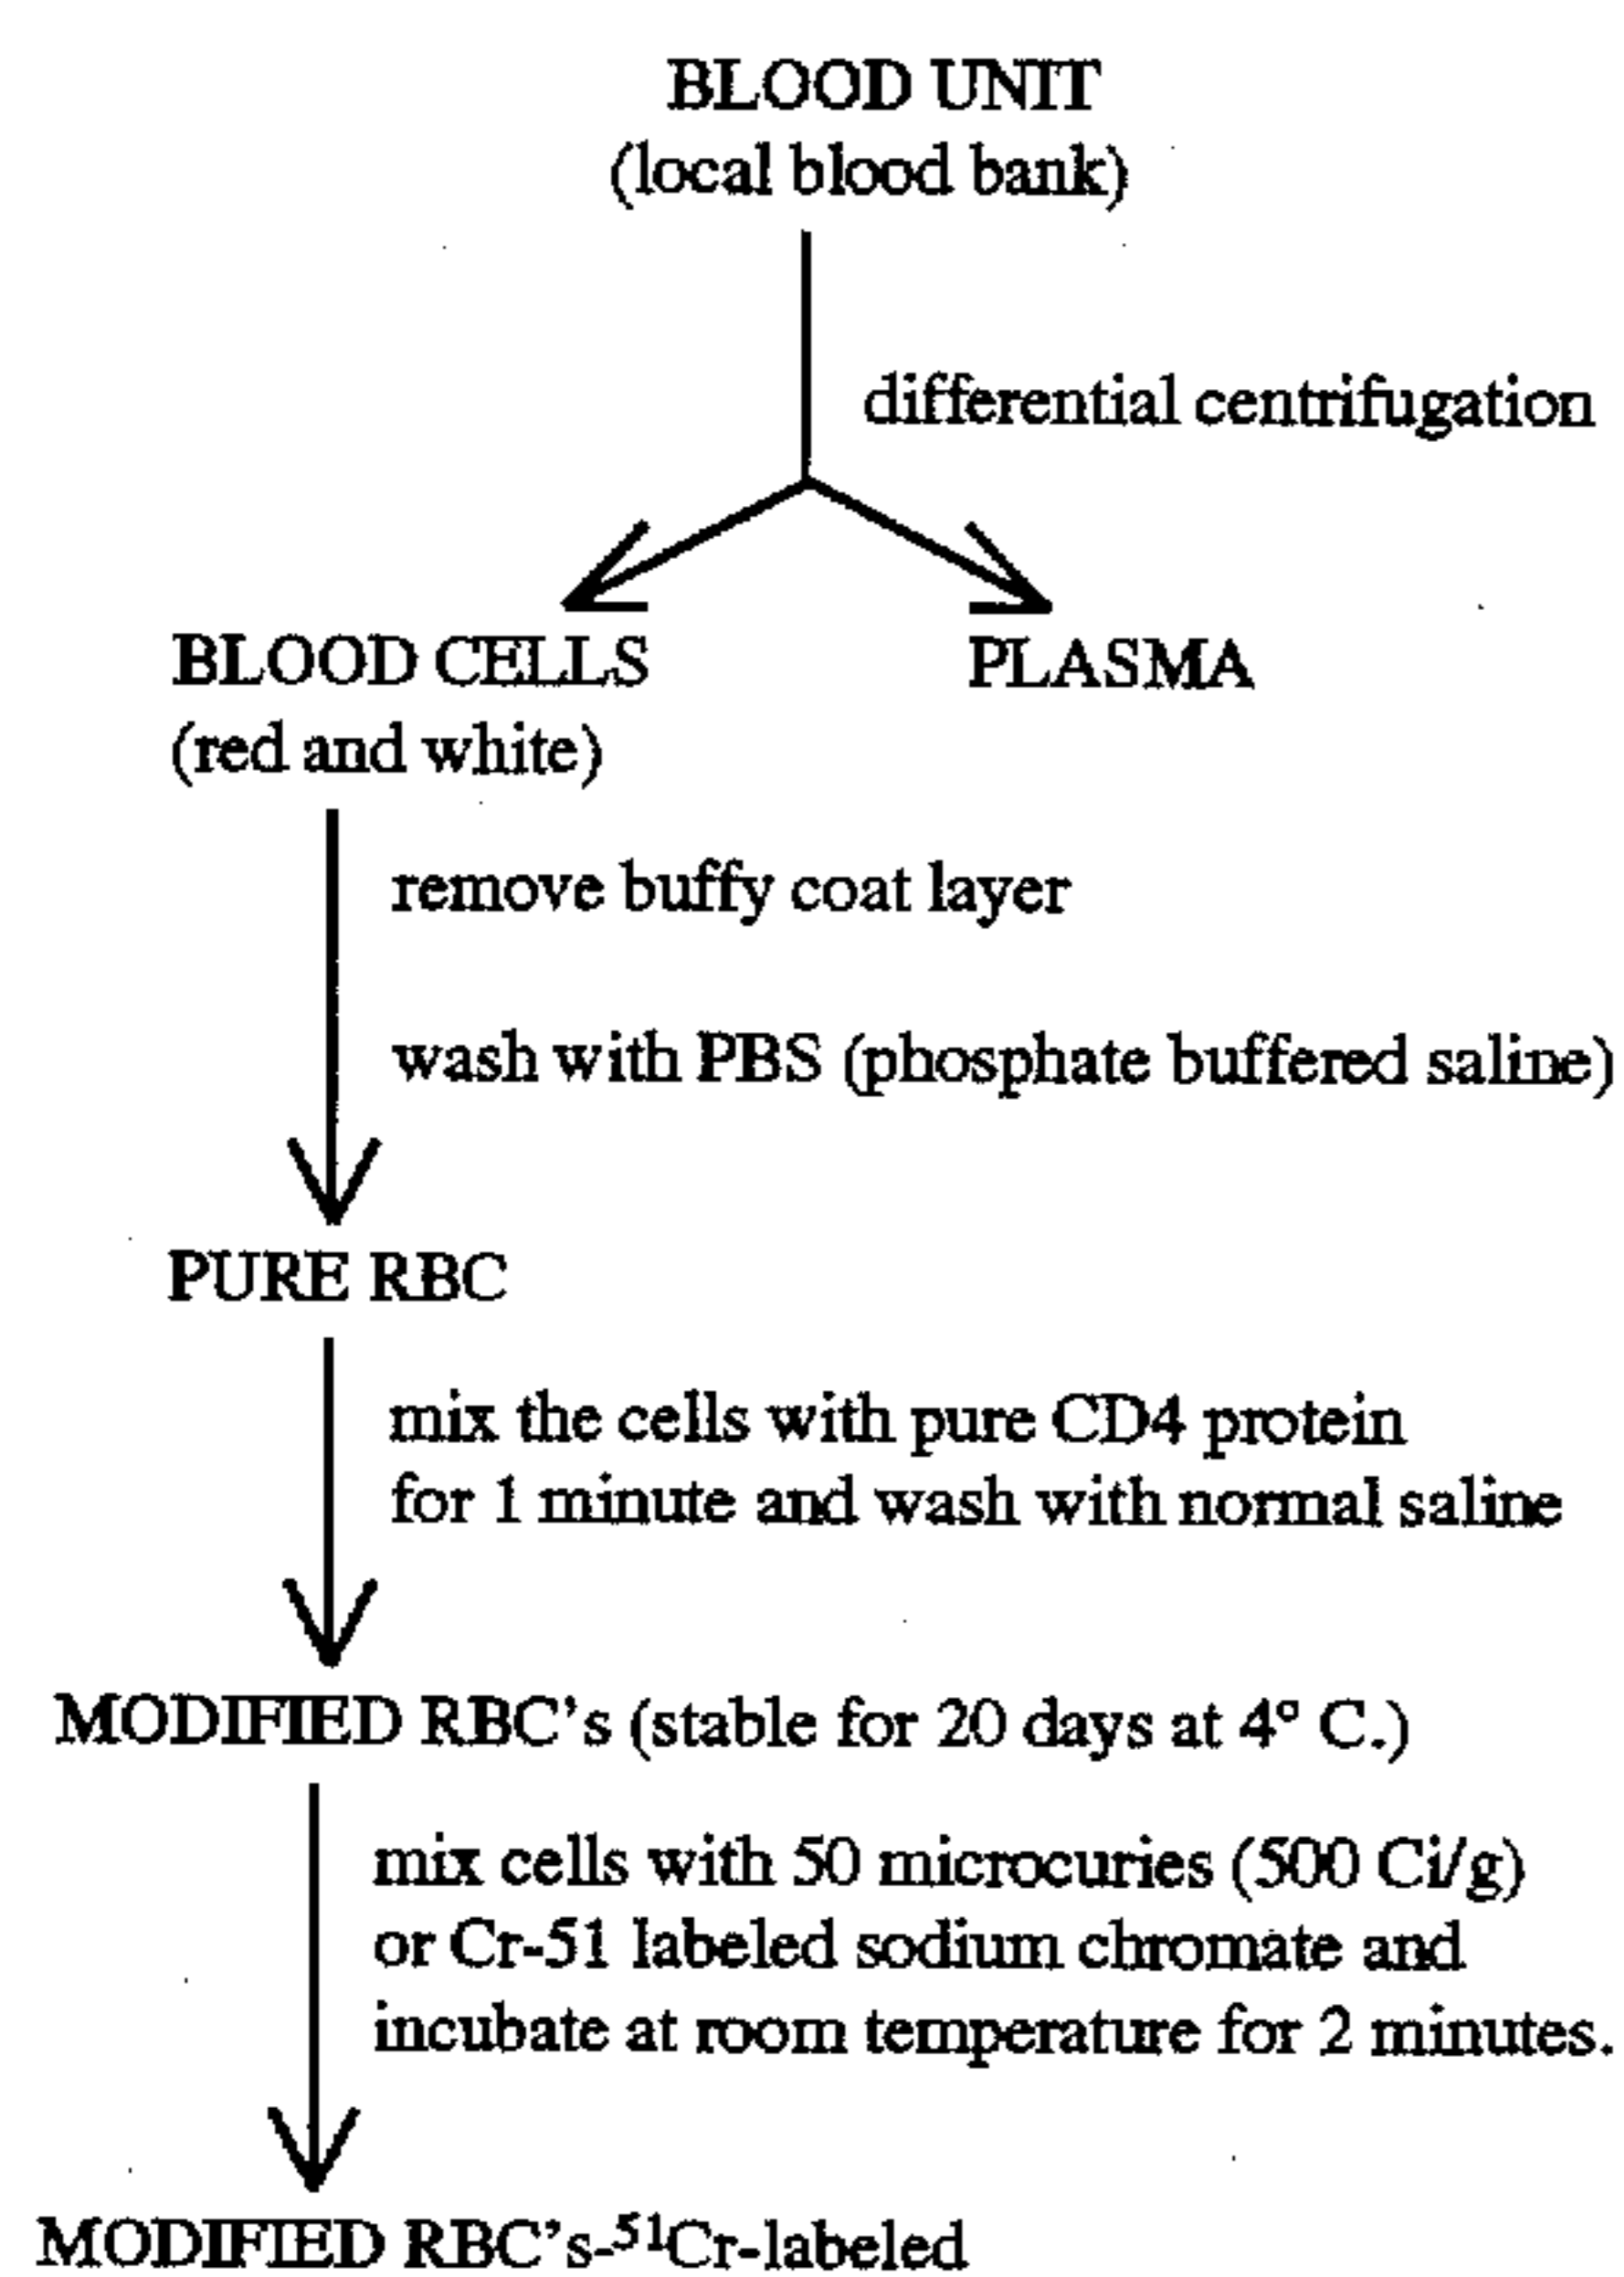 BLOOD UNIT
(local blood bank)
differential centrifugation
BLOOD CELLS
PLASMA
(red and white)
remove buffy coat layer
wash with PBS (phosphate buffered saline)
PURE RBC
mix the cells with pure CD4 protein
for 1 minute and wash with normal saline
MODIFIED RBC's (stable for 20 days at 4° C.)
mix cells with 50 microcuries (500 Ci/g)
or Cr-51 labeled sodium chromate and
incubate at room temperature for 2 minutes.
MODIFIED RBC's-⁵¹Cr-labeled